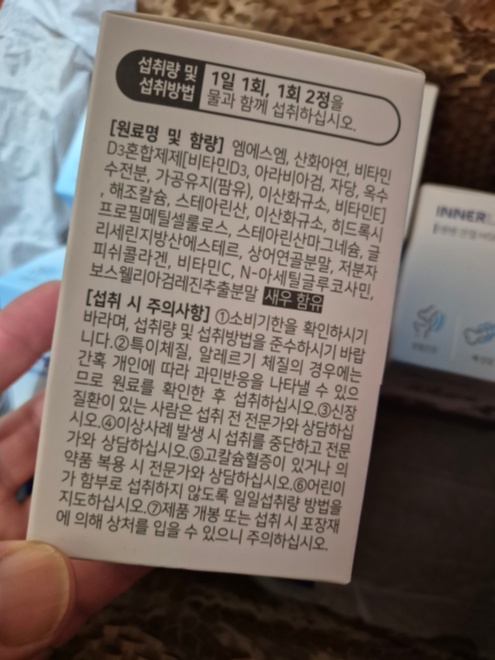 섭취량 및
섭취방법
1일 1회, 1회 2정을
물과 함께 섭취하십시오.
[원료명 및 함량] 엠에스엠, 산화아연, 비타민
D3혼합제제[비타민D3, 아라비아검, 자당, 옥수
수전분, 가공유지(팜유), 이산화규소, 비타민E]
, 해조칼슘, 스테아린산, 이산화규소, 히드록시
프로필메틸셀룰로스, 스테아린산마그네슘, 글
리세린지방산에스테르, 상어연골분말, 저분자
피쉬콜라겐, 비타민C, N-아세틸글루코사민,
보스웰리아검레진추출분말 새우 함유
[섭취 시 주의사항] ①소비기한을 확인하시기
바라며, 섭취량 및 섭취방법을 준수하시기 바랍
니다.②특이체질, 알레르기 체질의 경우에는
간혹 개인에 따라 과민반응을 나타낼 수 있으
므로 원료를 확인한 후 섭취하십시오.③신장
질환이 있는 사람은 섭취 전 전문가와 상담하십
시오.④이상사례 발생 시 섭취를 중단하고 전문
가와 상담하십시오.⑤고칼슘혈증이 있거나 의
약품 복용 시 전문가와 상담하십시오.⑥어린이
가 함부로 섭취하지 않도록 일일섭취량 방법을
지도하십시오.⑦제품 개봉 또는 섭취 시 포장재
에 의해 상처를 입을 수 있으니 주의하십시오.
INNER